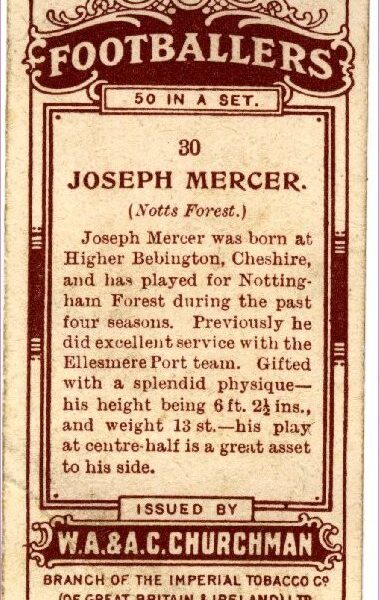 FOOTBALLERS
50 IN A SET.
30
JOSEPH MERCER.
(Notts Forest.)
Joseph Mercer was born at
Higher Bebington, Cheshire,
and has played for Notting-
ham Forest during the past
four seasons. Previously he
did excellent service with the
Ellesmere Port team. Gifted
with a splendid physique—
his height being 6 ft. 2½ ins.,
and weight 13 st.—his play
at centre-half is a great asset
to his side.
ISSUED BY
W.A.&A.C.CHURCHMAN
BRANCH OF THE IMPERIAL TOBACCO Cº
(OF GREAT BRITAIN & IRELAND) LTD